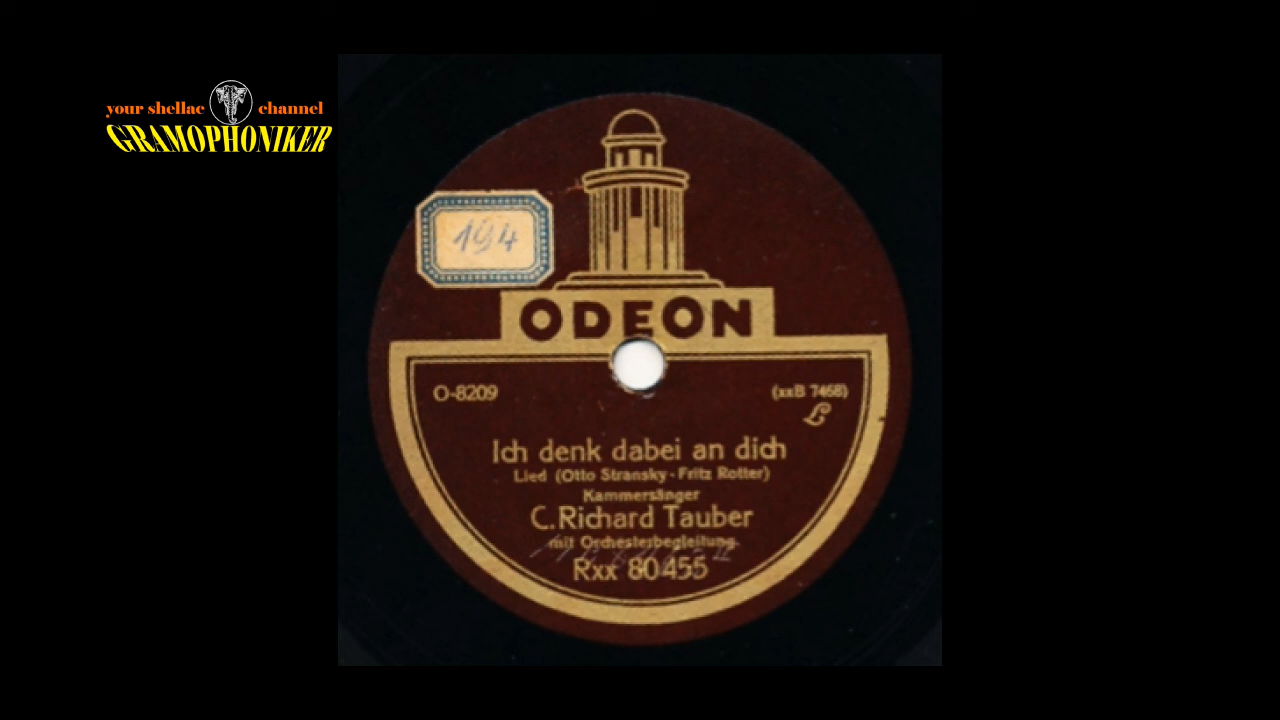 your shellac channel
GRAMOPHONIKER
194
ODEON
O-8209
(xxB 7468)
L
Ich denk dabei an dich
Lied (Otto Stransky-Fritz Rotter)
Kammersänger
C. Richard Tauber
mit Orchesterbegleitung
Rxx 80455